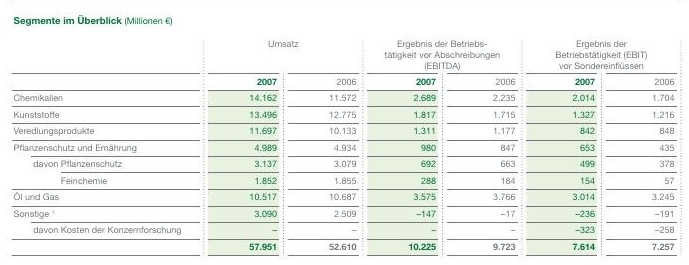 Segmente im Überblick (Millionen €)
Umsatz Ergebnis der Betriebs- Ergebnis der
tätigkeit vor Abschreibungen Betriebstätigkeit (EBIT)
(EBITDA) vor Sondereinflüssen
2007 2006 2007 2006 2007 2006
Chemikalien 14.162 11.572 2.689 2.235 2.014 1.704
Kunststoffe 13.496 12.775 1.817 1.715 1.327 1.216
Veredlungsprodukte 11.697 10.133 1.311 1.177 842 848
Pflanzenschutz und Ernährung 4.989 4.934 980 847 653 435
davon Pflanzenschutz 3.137 3.079 692 663 499 378
Feinchemie 1.852 1.855 288 184 154 57
Öl und Gas 10.517 10.687 3.575 3.766 3.014 3.245
Sonstige ¹ 3.090 2.509 –147 –17 –236 –191
davon Kosten der Konzernforschung – – – – –323 –258
57.951 52.610 10.225 9.723 7.614 7.257